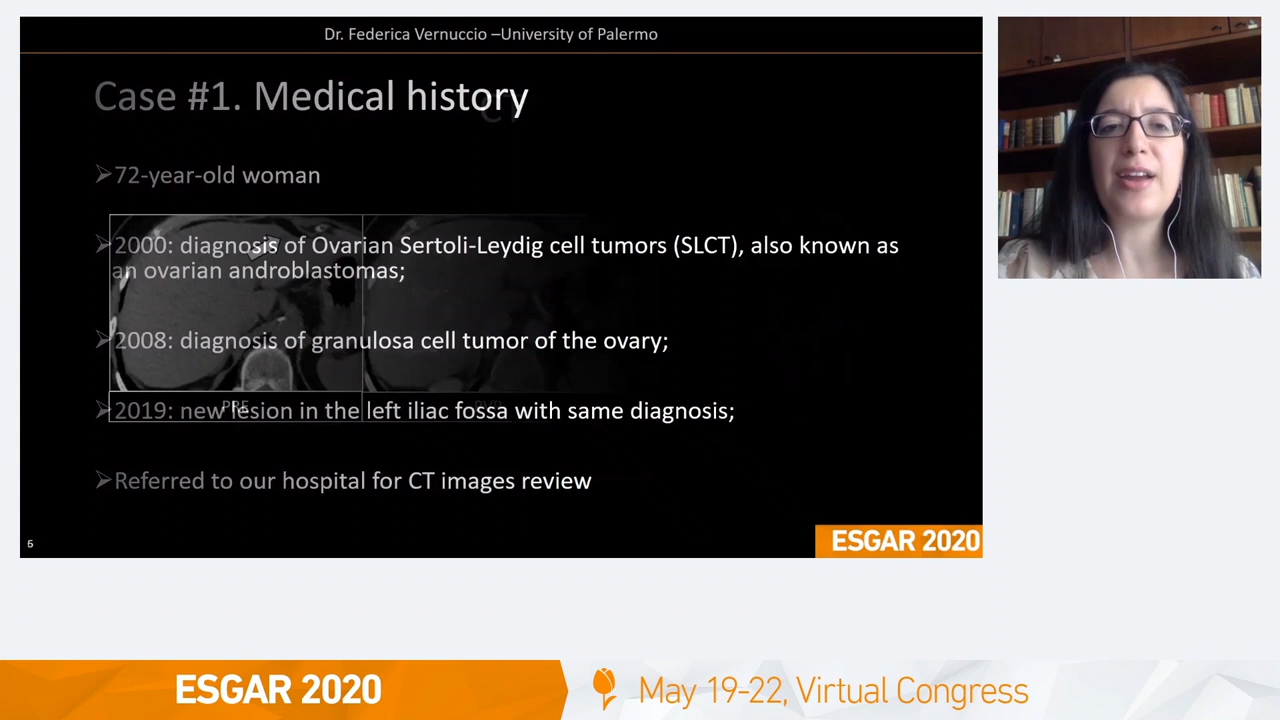 Dr. Federica Vernuccio –University of Palermo
Case #1. Medical history
➢72-year-old woman
➢2000: diagnosis of Ovarian Sertoli-Leydig cell tumors (SLCT), also known as
an ovarian androblastomas;
➢2008: diagnosis of granulosa cell tumor of the ovary;
PRE
➢2019: new lesion in the left iliac fossa with same diagnosis;
➢Referred to our hospital for CT images review
6
ESGAR 2020
ESGAR 2020
May 19-22, Virtual Congress